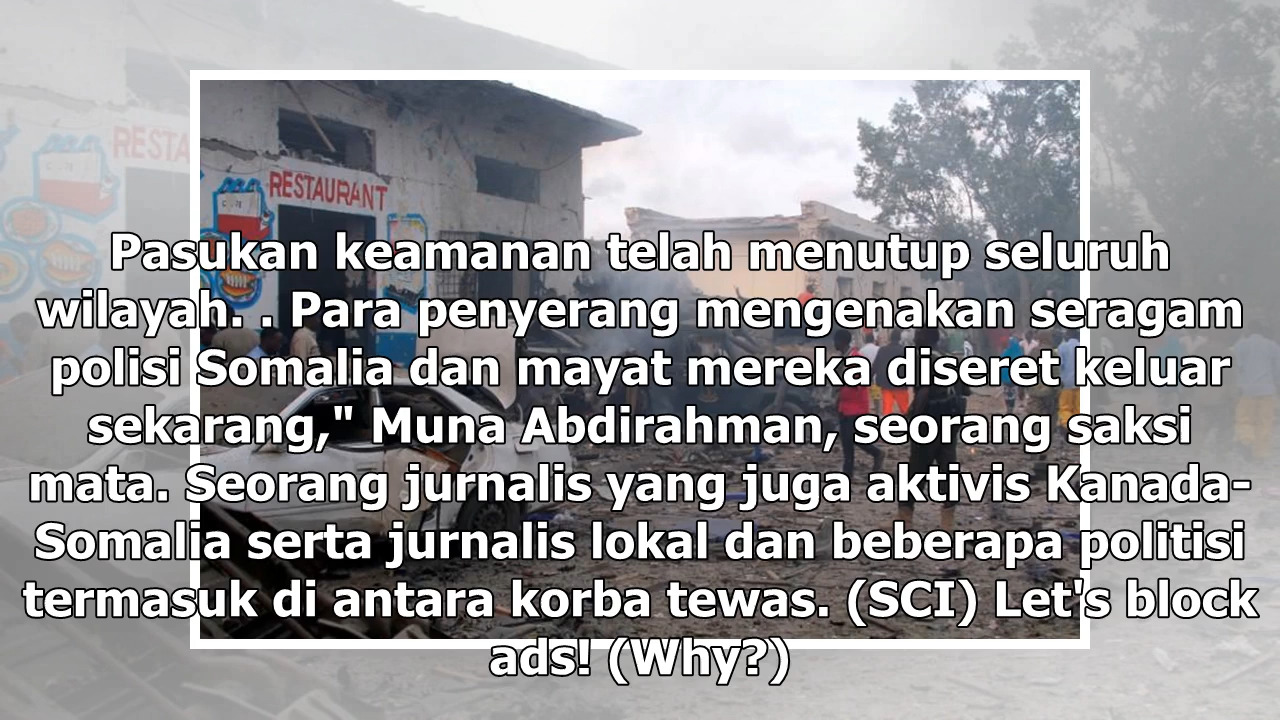 RESTA
RESTAURANT
Pasukan keamanan telah menutup seluruh
wilayah. . Para penyerang mengenakan seragam
polisi Somalia dan mayat mereka diseret keluar
sekarang," Muna Abdirahman, seorang saksi
mata. Seorang jurnalis yang juga aktivis Kanada-
Somalia serta jurnalis lokal dan beberapa politisi
termasuk di antara korba tewas. (SCI) Let's block
ads! (Why?)